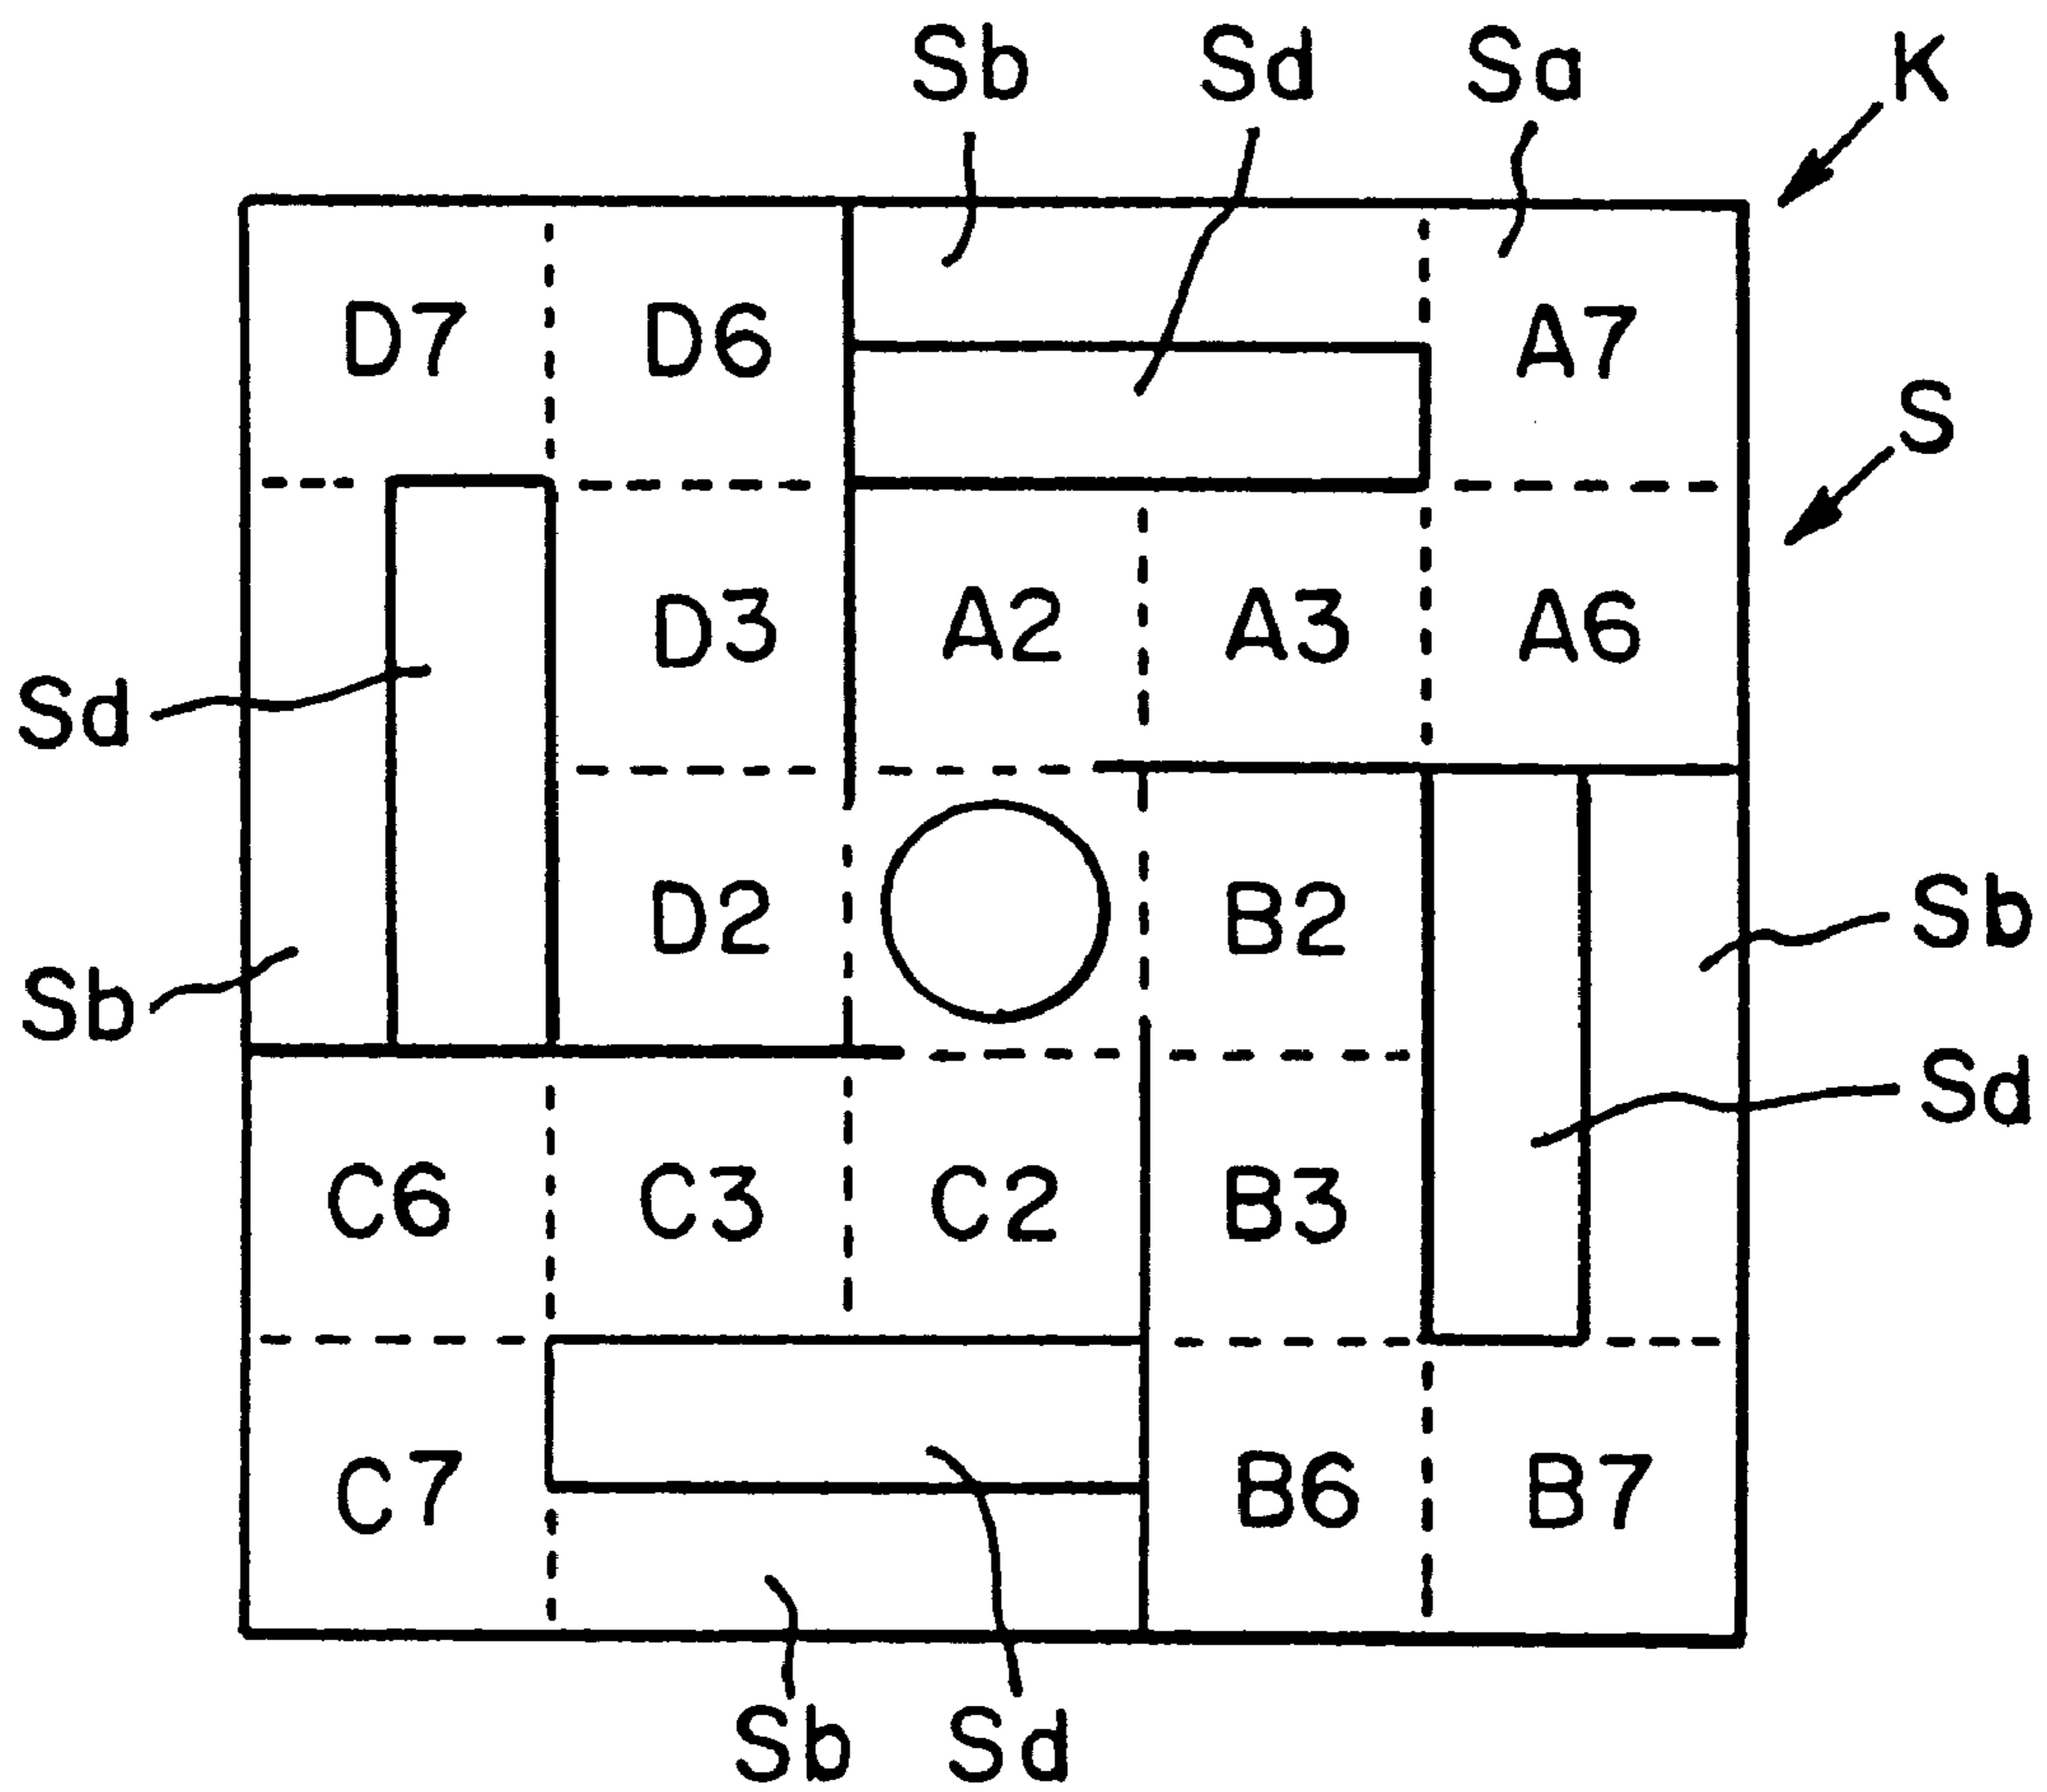 Sb Sd Sa K
D7 D6 A7
S
D3 A2 A3 A6
Sd
D2 B2 Sb
Sb
Sd
C6 C3 C2 B3
C7 B6 B7
Sb Sd